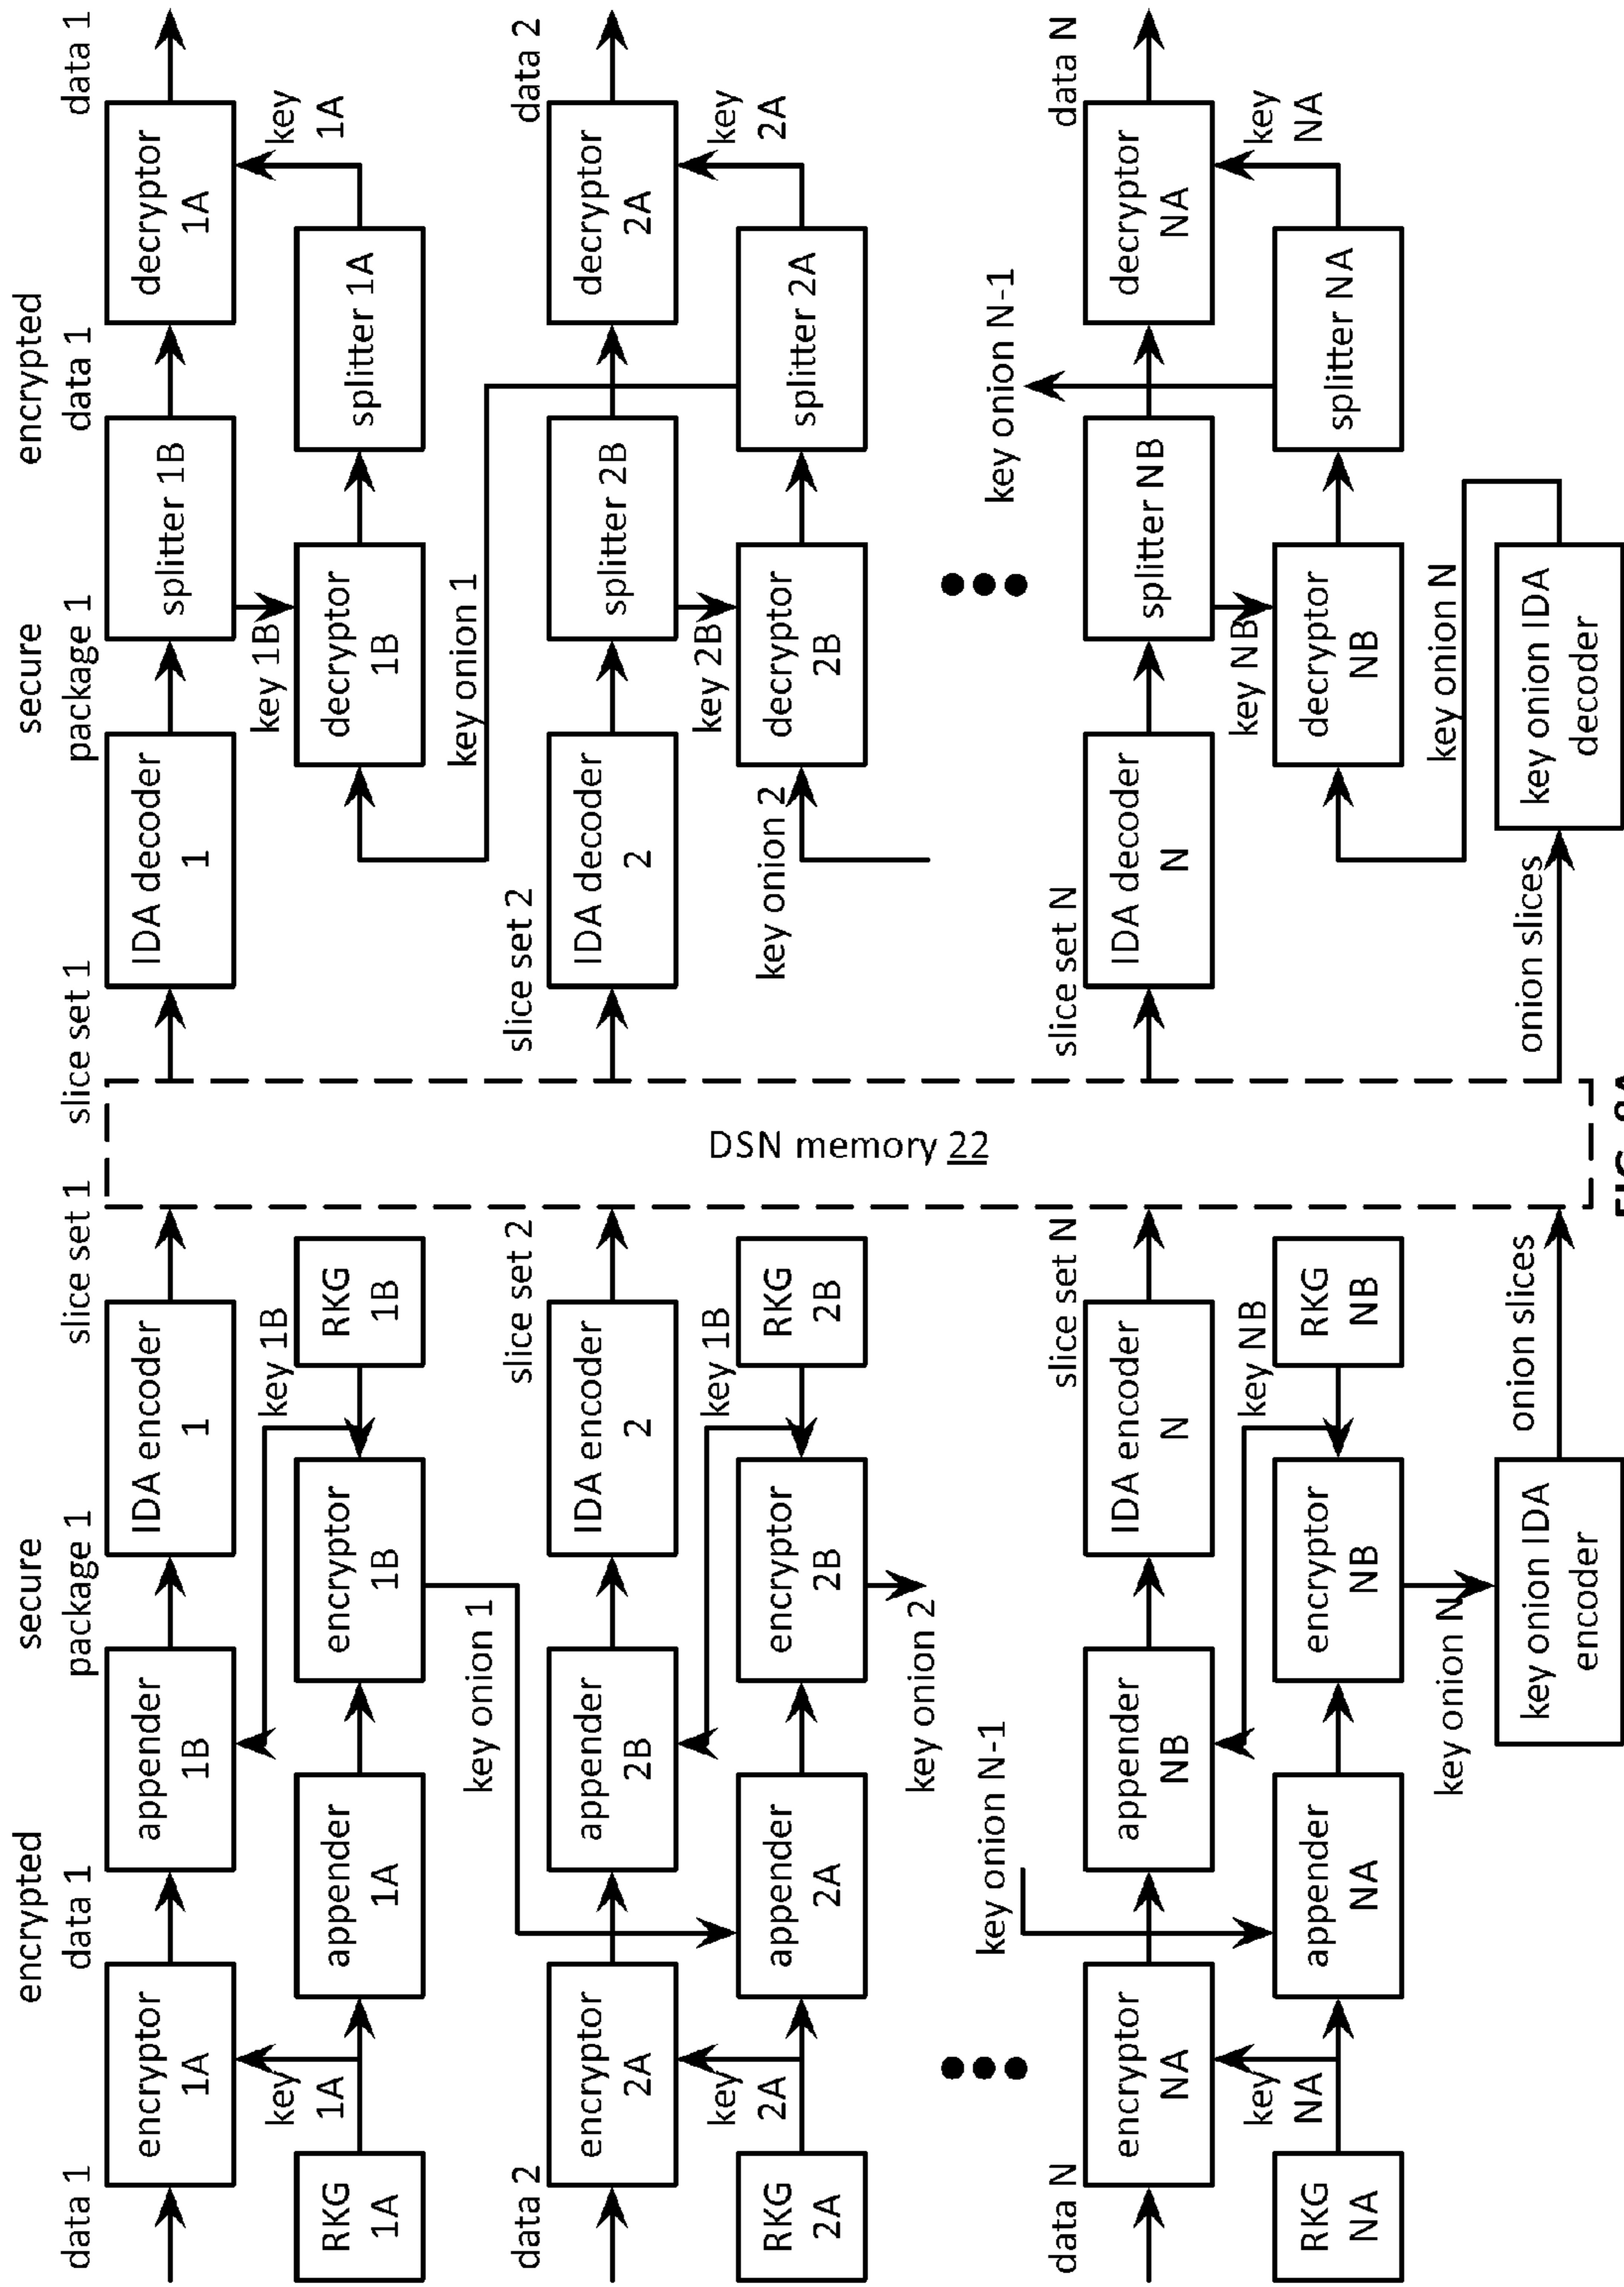 data 1
encrypted
data 1
secure
package 1
slice set 1
slice set 1
secure
package 1
encrypted
data 1
data 1
encryptor
1A
appender
1B
IDA encoder
1
IDA decoder
1
splitter 1B
decryptor
1A
key
1A
key 1B
key 1B
key
1A
RKG
1A
appender
1A
encryptor
1B
RKG
1B
decryptor
1B
splitter 1A
key onion 1
key onion 1
data 2
slice set 2
slice set 2
data 2
encryptor
2A
appender
2B
IDA encoder
2
IDA decoder
2
splitter 2B
decryptor
2A
key
2A
key 1B
key 2B
key
2A
RKG
2A
appender
2A
encryptor
2B
RKG
2B
decryptor
2B
splitter 2A
key onion 2
key onion 2
DSN memory 22
key onion N-1
key onion N-1
data N
slice set N
slice set N
data N
encryptor
NA
appender
NB
IDA encoder
N
IDA decoder
N
splitter NB
decryptor
NA
key
NA
key NB
key NB
key
NA
RKG
NA
appender
NA
encryptor
NB
RKG
NB
decryptor
NB
splitter NA
key onion N
key onion N
key onion IDA
encoder
onion slices
onion slices
key onion IDA
decoder